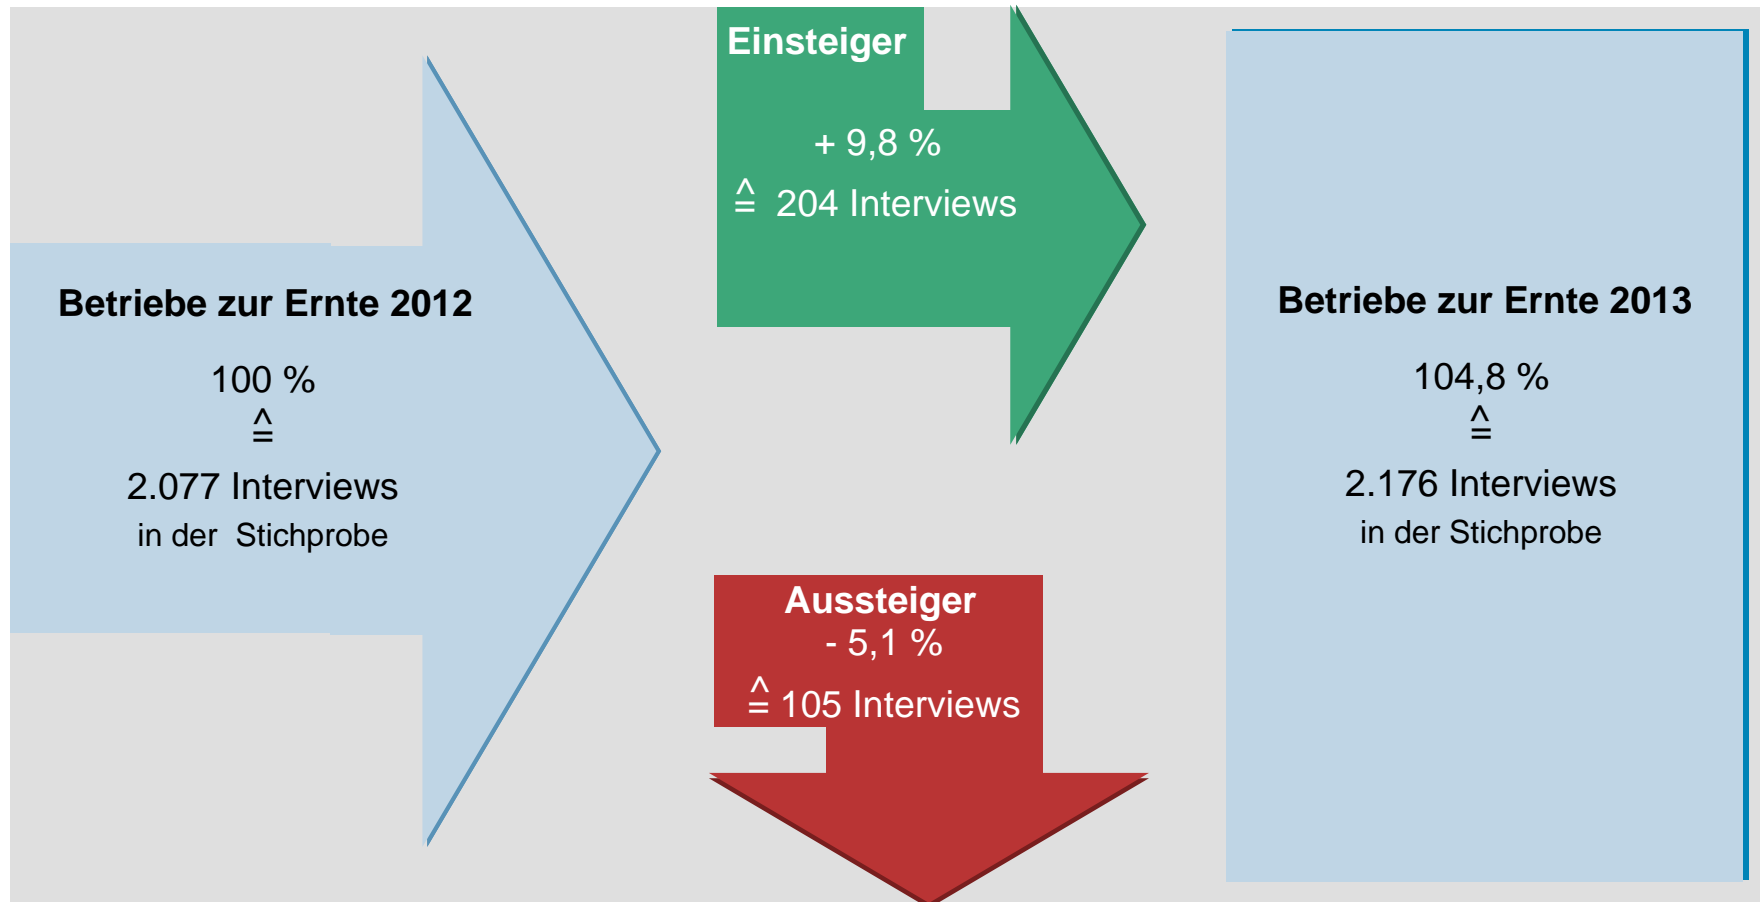 Betriebe zur Ernte 2012
100 %
≙
2.077 Interviews
in der Stichprobe
Einsteiger
+ 9,8 %
≙ 204 Interviews
Aussteiger
- 5,1 %
≙ 105 Interviews
Betriebe zur Ernte 2013
104,8 %
≙
2.176 Interviews
in der Stichprobe